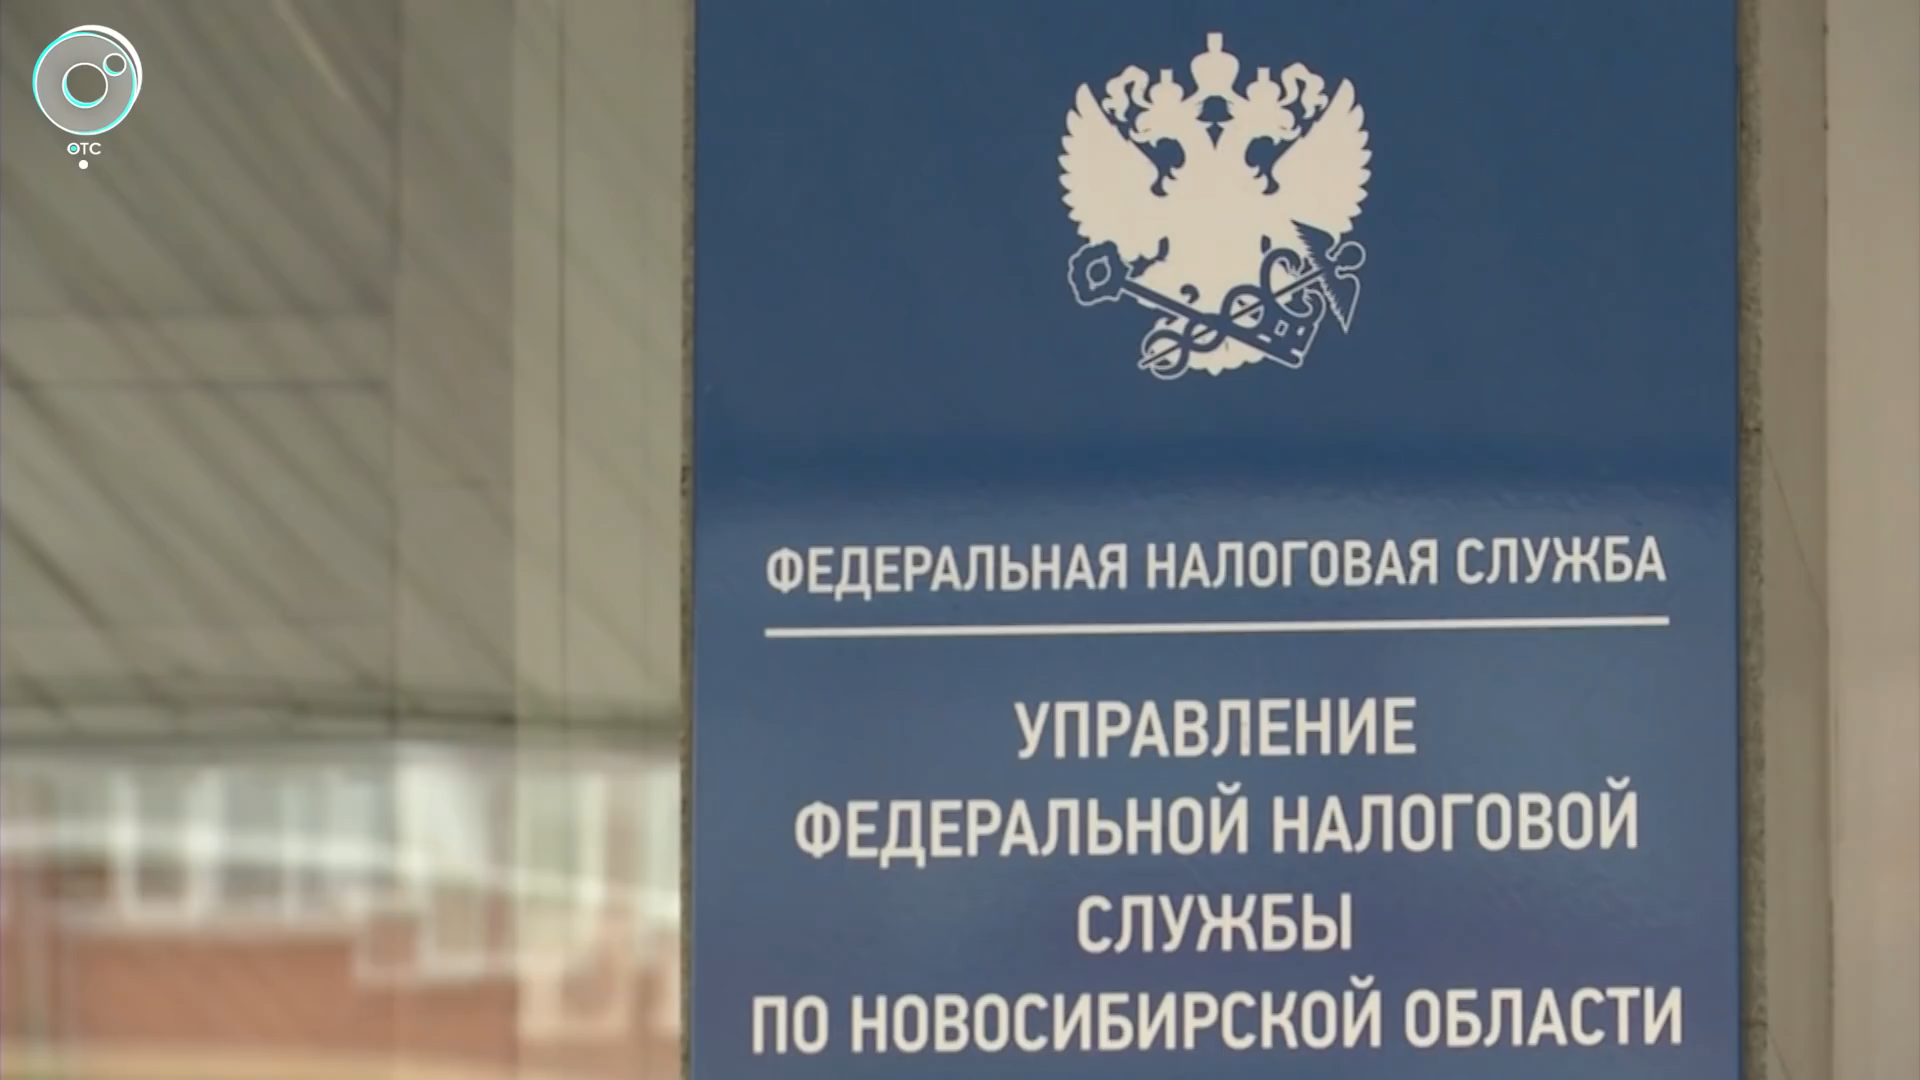 ОТС
ФЕДЕРАЛЬНАЯ НАЛОГОВАЯ СЛУЖБА
УПРАВЛЕНИЕ
ФЕДЕРАЛЬНОЙ НАЛОГОВОЙ
СЛУЖБЫ
ПО НОВОСИБИРСКОЙ ОБЛАСТИ